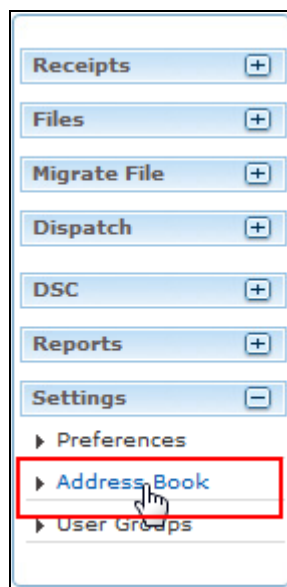 Receipts
Files
Migrate File
Dispatch
DSC
Reports
Settings
Preferences
Address Book
User Groups